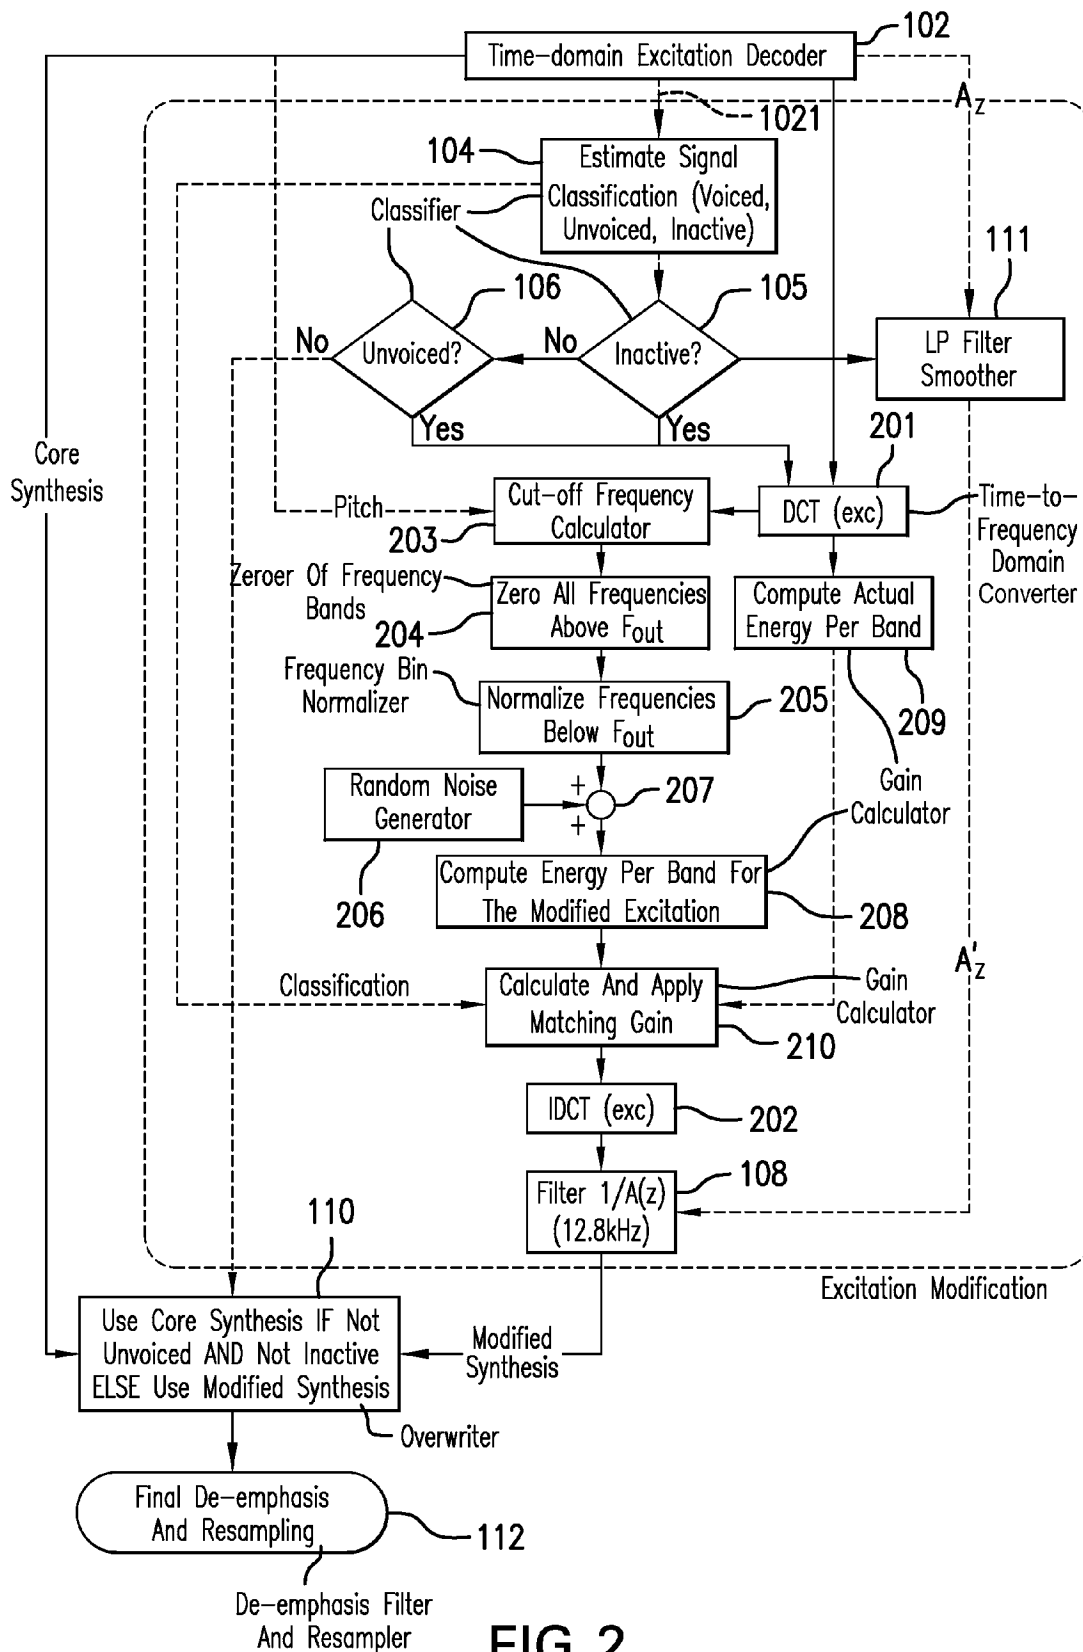 102
Time-domain Excitation Decoder
Az
1021
104
Estimate Signal
Classification (Voiced,
Unvoiced, Inactive)
Classifier
111
106
105
No
Unvoiced?
No
Inactive?
LP Filter
Smoother
Yes
Yes
201
Core
Synthesis
Pitch
Cut-off Frequency
Calculator
203
DCT (exc)
Time-to-
Frequency
Domain
Converter
Zeroer Of Frequency
Bands
204
Zero All Frequencies
Above Fout
Compute Actual
Energy Per Band
209
Frequency Bin
Normalizer
Normalize Frequencies
Below Fout
205
Gain
Calculator
Random Noise
Generator
206
+
+
207
Compute Energy Per Band For
The Modified Excitation
208
A'z
Classification
Calculate And Apply
Matching Gain
Gain
Calculator
210
IDCT (exc)
202
Filter 1/A(z)
(12.8kHz)
108
110
Excitation Modification
Use Core Synthesis IF Not
Unvoiced AND Not Inactive
ELSE Use Modified Synthesis
Modified
Synthesis
Overwriter
Final De-emphasis
And Resampling
112
De-emphasis Filter
And Resampler
FIG. 2